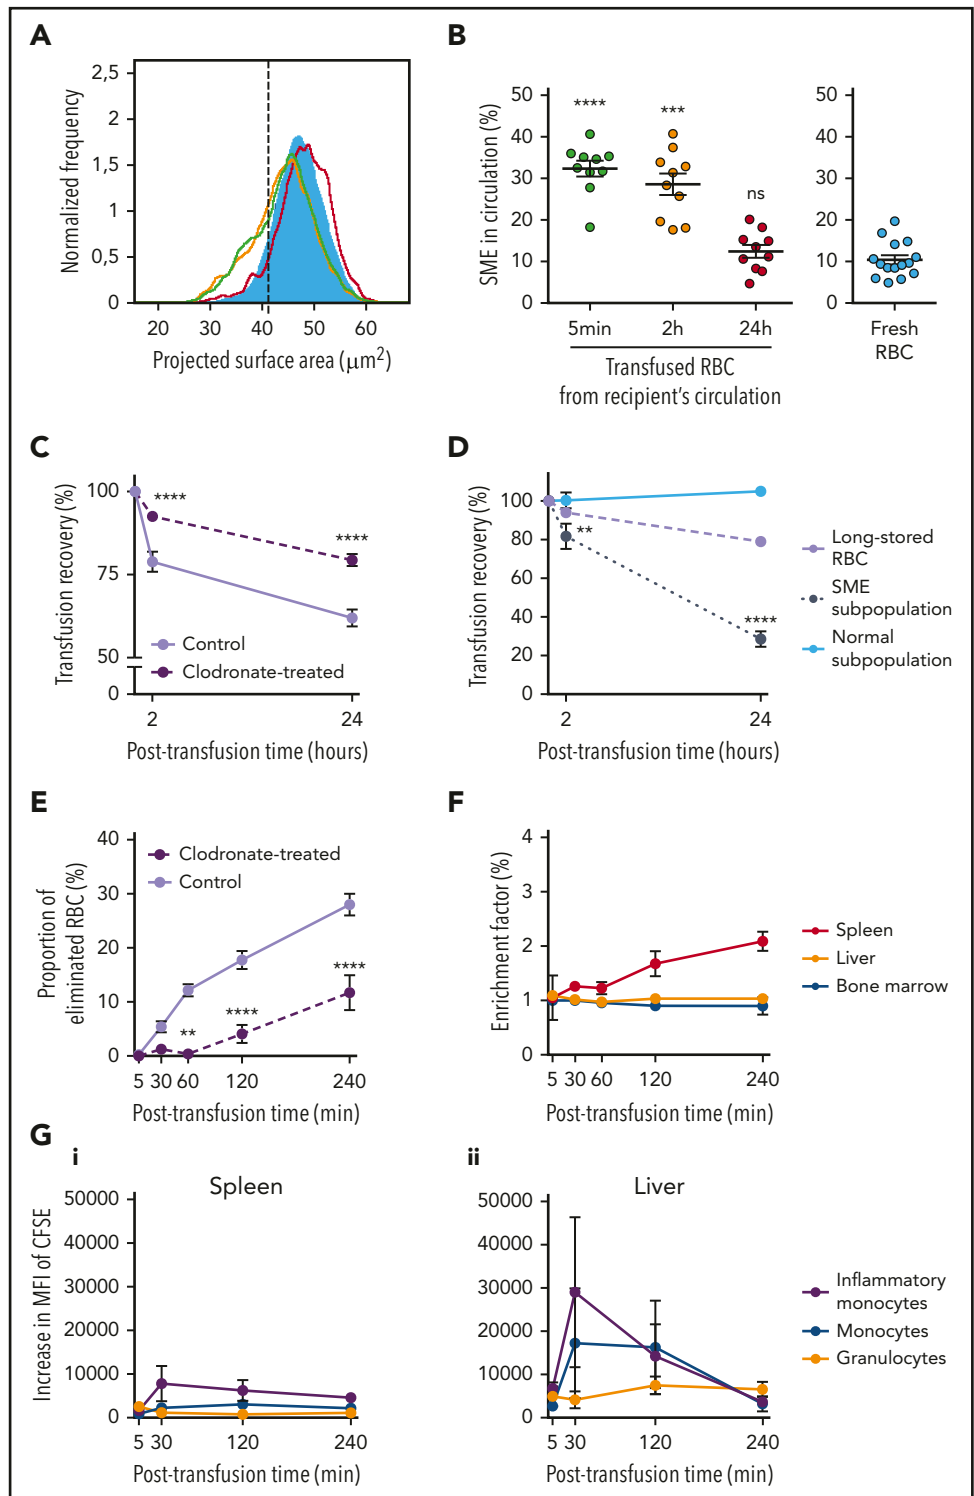 A
Normalized frequency
2,5
2
1,5
1
0,5
0
20 30 40 50 60
Projected surface area (μm²)
B
SME in circulation (%)
50
40
30
20
10
0
**** *** ns
5min 2h 24h
Transfused RBC
from recipient's circulation
50
40
30
20
10
0
Fresh
RBC
C
Transfusion recovery (%)
100
75
50
0
****
****
Control
Clodronate-treated
2 24
Post-transfusion time (hours)
D
Transfusion recovery (%)
100
80
60
40
20
0
**
****
2 24
Post-transfusion time (hours)
Long-stored
RBC
SME
subpopulation
Normal
subpopulation
E
Proportion of
eliminated RBC (%)
40
30
20
10
0
Clodronate-treated
Control
** **** ****
5 30 60 120 240
Post-transfusion time (min)
F
Enrichment factor (%)
4
3
2
1
0
5 30 60 120 240
Post-transfusion time (min)
Spleen
Liver
Bone marrow
G
i
Spleen
Increase in MFI of CFSE
50000
40000
30000
20000
10000
0
5 30 120 240
Post-transfusion time (min)
ii
Liver
50000
40000
30000
20000
10000
0
5 30 120 240
Post-transfusion time (min)
Inflammatory
monocytes
Monocytes
Granulocytes